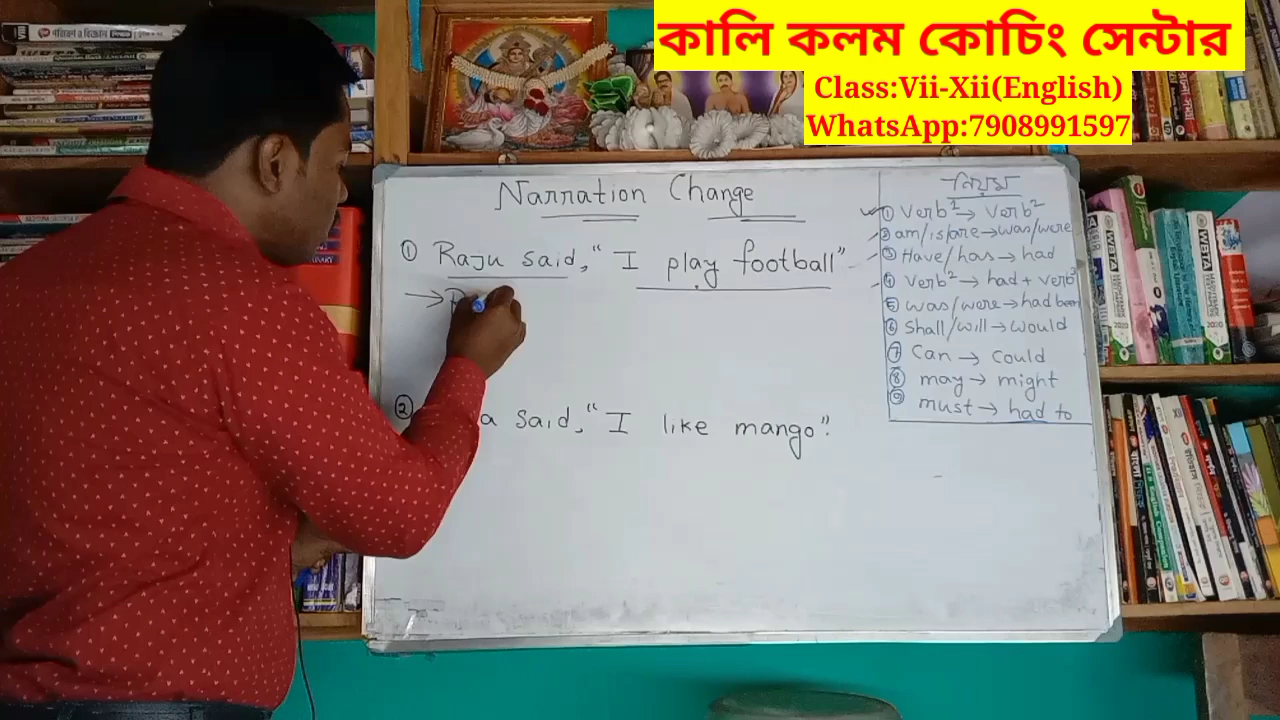 কালি কলম কোচিং সেন্টার
Class:Vii-Xii(English)
WhatsApp:7908991597
Narration Change
① Raju said, "I play football"
→
② a said, "I like mango".
নিয়ম
① Verb¹ → Verb²
② am/is/are → was/were
③ Have/has → had
④ Verb² → had + verb³
⑤ was/were → had been
⑥ Shall/will → would
⑦ Can → could
⑧ may → might
⑨ must → had to